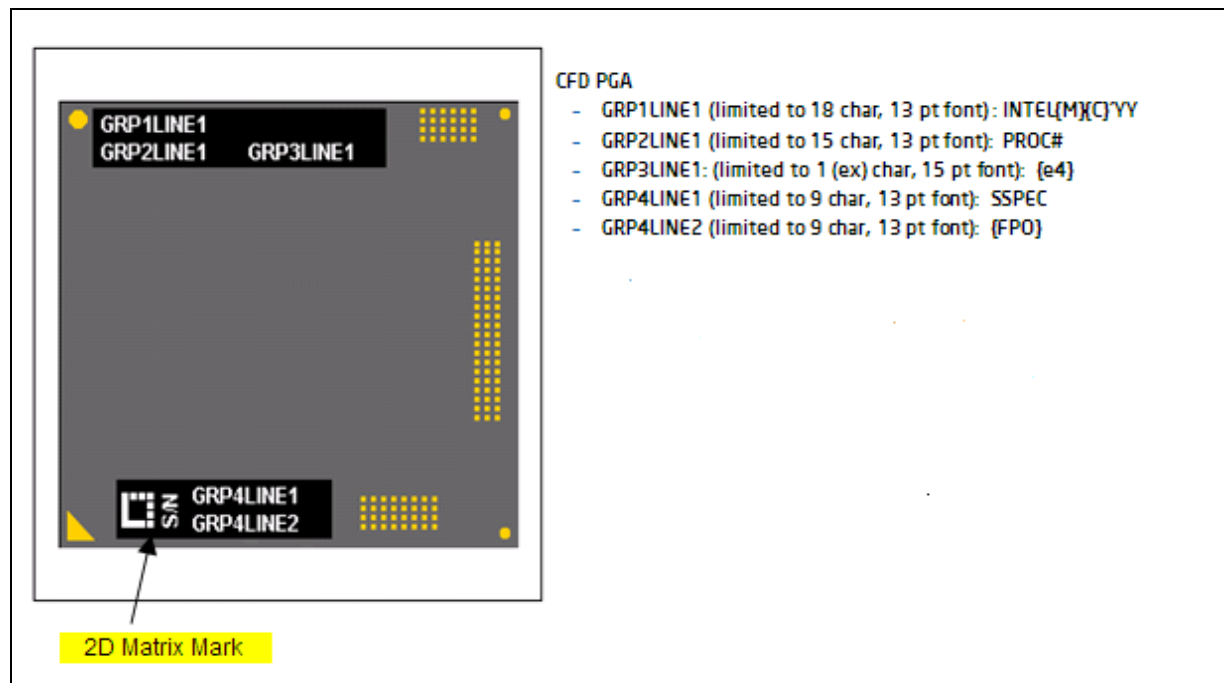 CFD PGA
- GRP1LINE1 (limited to 18 char, 13 pt font): INTEL{M}{C}'YY
- GRP2LINE1 (limited to 15 char, 13 pt font): PROC#
- GRP3LINE1: (limited to 1 (ex) char, 15 pt font): {e4}
- GRP4LINE1 (limited to 9 char, 13 pt font): SSPEC
- GRP4LINE2 (limited to 9 char, 13 pt font): {FPO}
GRP1LINE1
GRP2LINE1 GRP3LINE1
S/N
GRP4LINE1
GRP4LINE2
2D Matrix Mark